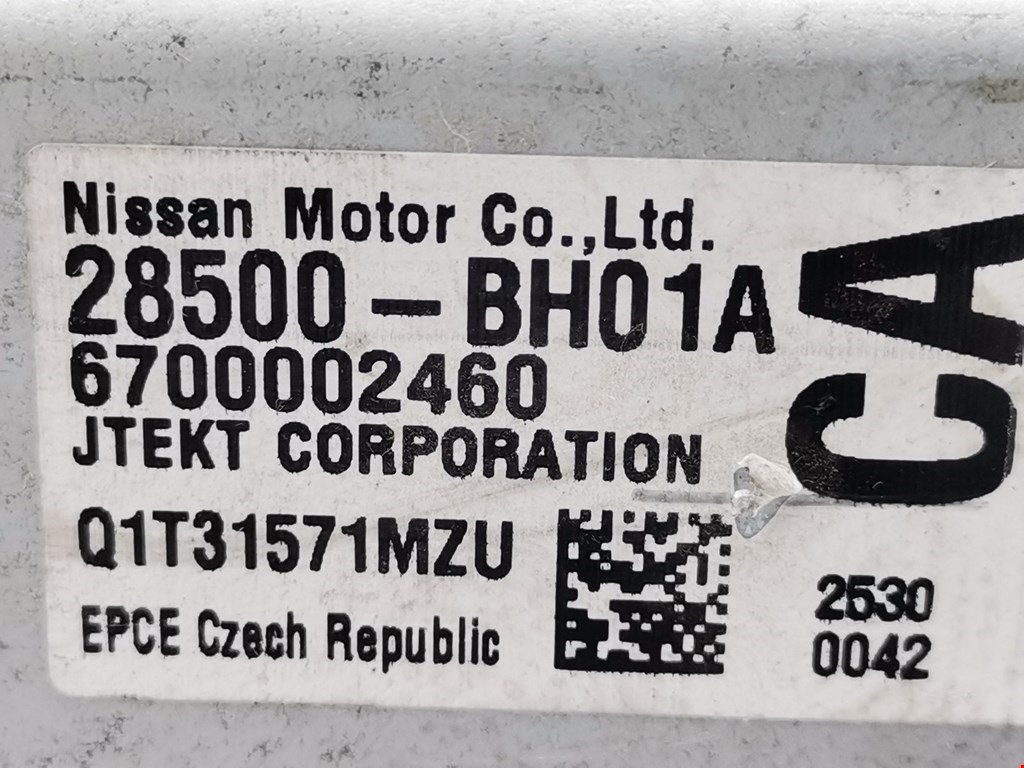 Nissan Motor Co.,Ltd.
28500-BH01A
6700002460
JTEKT CORPORATION
Q1T31571MZU
EPCE Czech Republic
2530
0042
CA